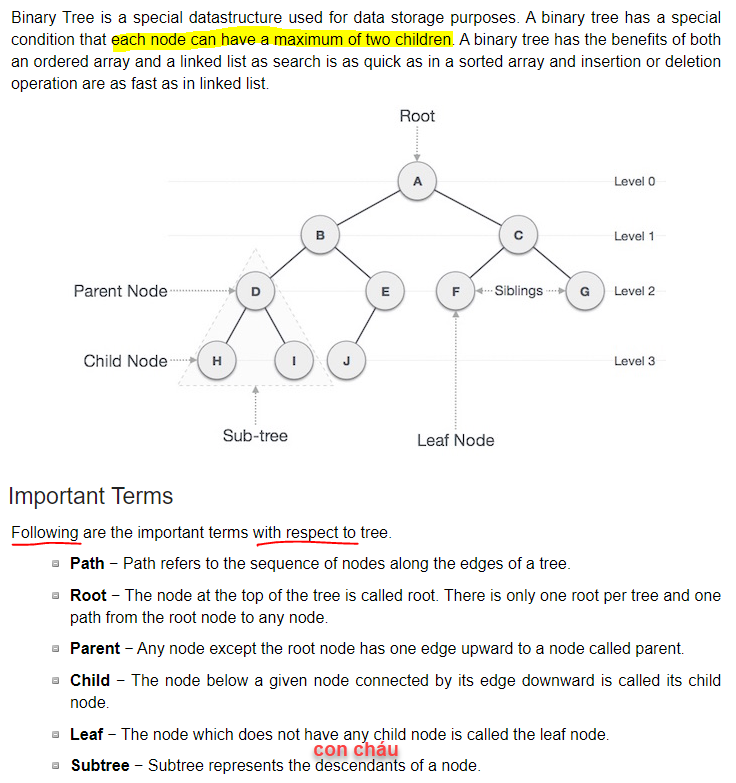 Binary Tree is a special datastructure used for data storage purposes. A binary tree has a special
condition that each node can have a maximum of two children. A binary tree has the benefits of both
an ordered array and a linked list as search is as quick as in a sorted array and insertion or deletion
operation are as fast as in linked list.
Root
A Level 0
B C Level 1
Parent Node D E F Siblings G Level 2
Child Node H I J Level 3
Sub-tree
Leaf Node
Important Terms
Following are the important terms with respect to tree.
Path − Path refers to the sequence of nodes along the edges of a tree.
Root − The node at the top of the tree is called root. There is only one root per tree and one
path from the root node to any node.
Parent − Any node except the root node has one edge upward to a node called parent.
Child − The node below a given node connected by its edge downward is called its child
node.
Leaf − The node which does not have any child node is called the leaf node.
con cháu
Subtree − Subtree represents the descendants of a node.